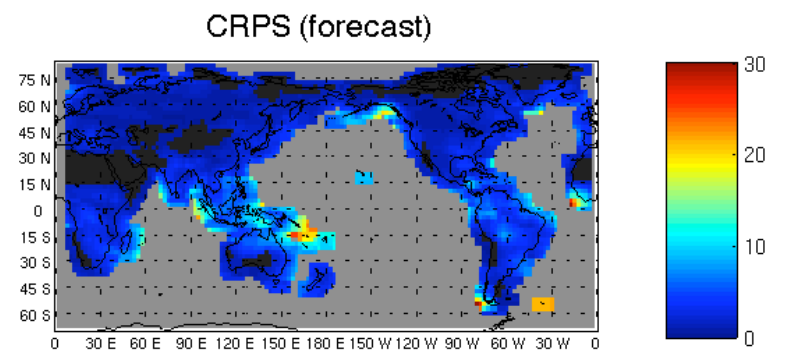 CRPS (forecast)
75 N
60 N
45 N
30 N
15 N
0
15 S
30 S
45 S
60 S
0 30 E 60 E 90 E 120 E 150 E 180 E 150 W 120 W 90 W 60 W 30 W 0
30
20
10
0